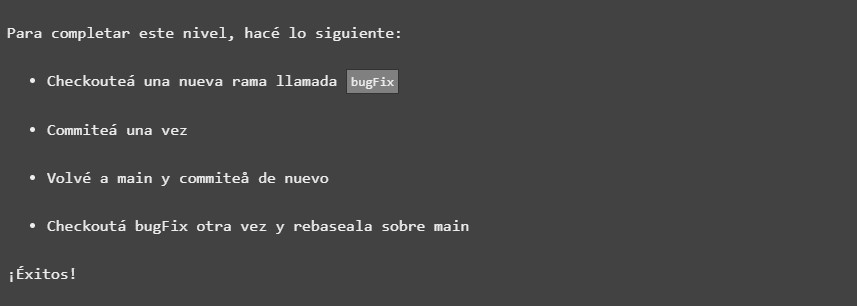 Para completar este nivel, hacé lo siguiente:
• Checkouteá una nueva rama llamada bugFix
• Commiteá una vez
• Volvé a main y commiteå de nuevo
• Checkoutá bugFix otra vez y rebaseala sobre main
¡Éxitos!